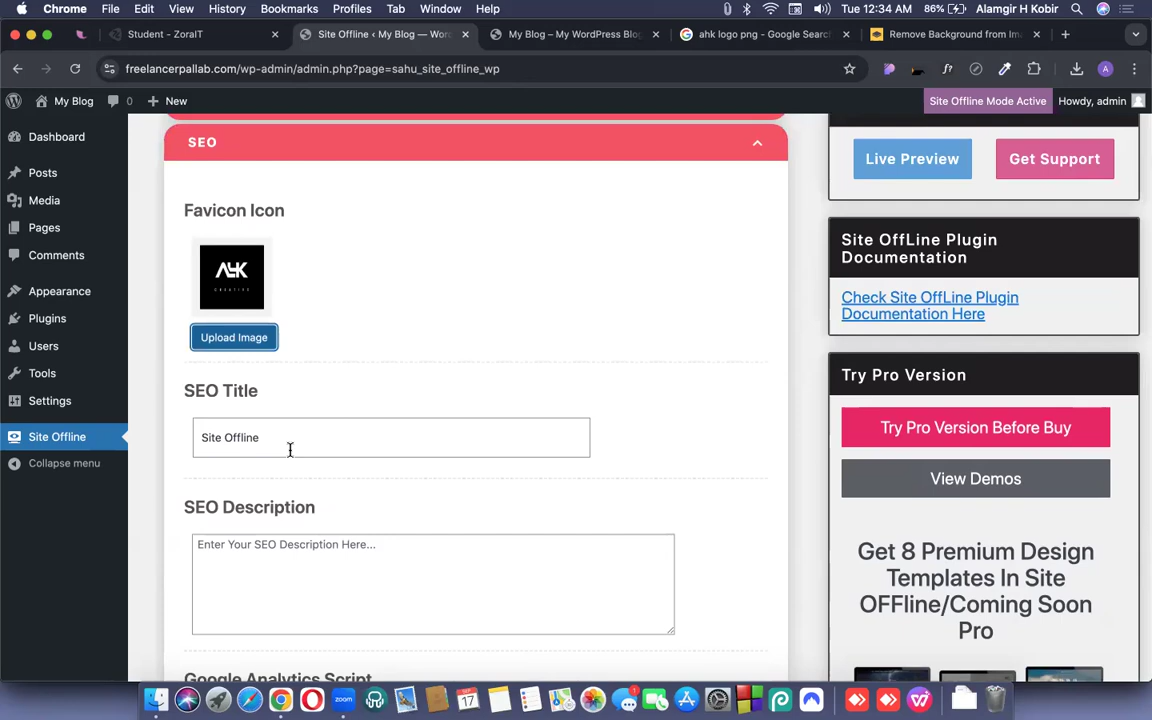 Chrome File Edit View History Bookmarks Profiles Tab Window Help
86% Tue 12:34 AM Alamgir H Kobir
Student - ZoraIT
Site Offline ‹ My Blog — Wor
My Blog – My WordPress Blog
ahk logo png - Google Searc
Remove Background from Ima
freelancerpallab.com/wp-admin/admin.php?page=sahu_site_offline_wp
My Blog 0 New Site Offline Mode Active Howdy, admin
Dashboard
Posts
Media
Pages
Comments
Appearance
Plugins
Users
Tools
Settings
Site Offline
Collapse menu
SEO
Favicon Icon
CREATIVE
Upload Image
SEO Title
Site Offline
SEO Description
Enter Your SEO Description Here...
Google Analytics Script
Live Preview
Get Support
Site OffLine Plugin
Documentation
Check Site OffLine Plugin
Documentation Here
Try Pro Version
Try Pro Version Before Buy
View Demos
Get 8 Premium Design
Templates In Site
OFFline/Coming Soon
Pro
zoom
17